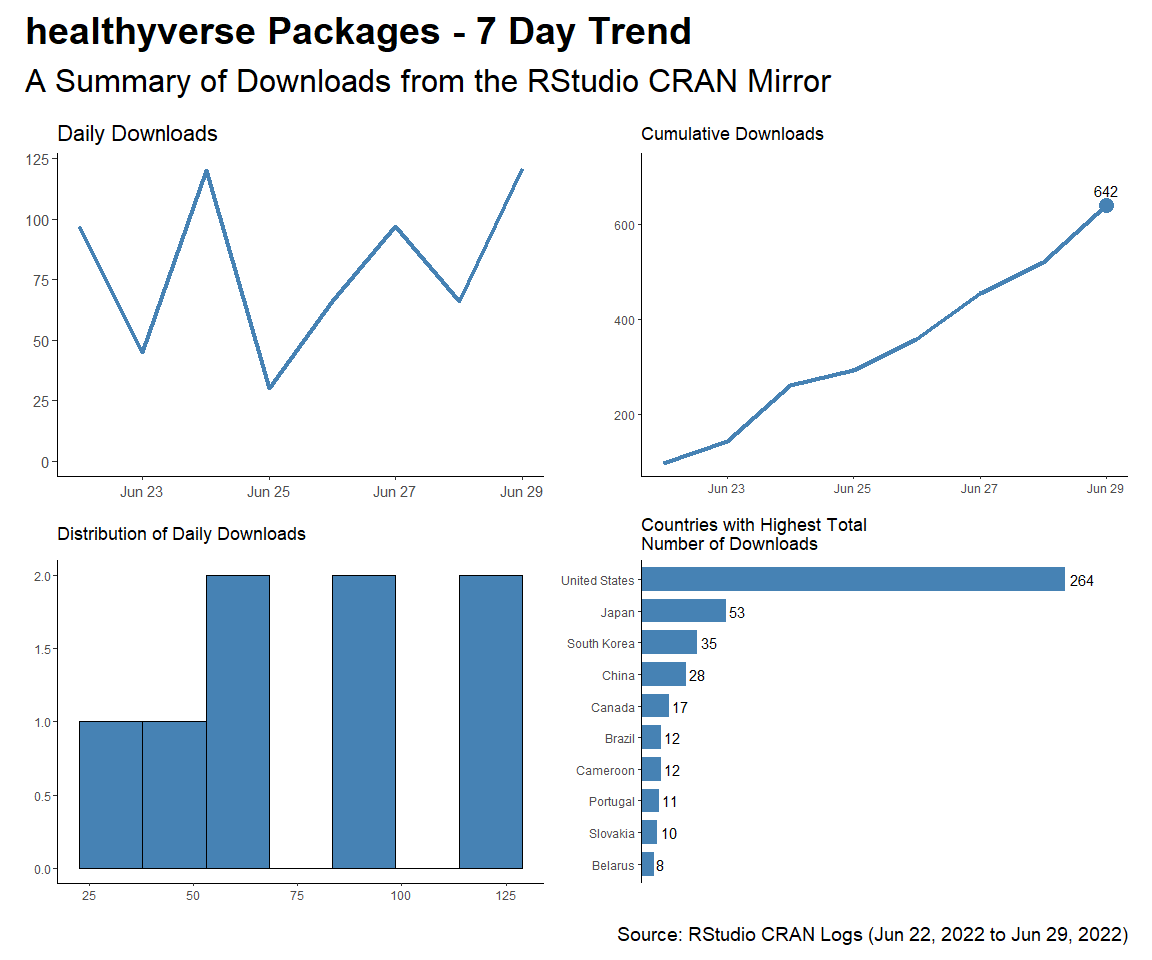 healthyverse Packages - 7 Day Trend
A Summary of Downloads from the RStudio CRAN Mirror
Daily Downloads
125
100
75
50
25
0
Jun 23 Jun 25 Jun 27 Jun 29
Cumulative Downloads
642
600
400
200
Jun 23 Jun 25 Jun 27 Jun 29
Distribution of Daily Downloads
2.0
1.5
1.0
0.5
0.0
25 50 75 100 125
Countries with Highest Total
Number of Downloads
United States 264
Japan 53
South Korea 35
China 28
Canada 17
Brazil 12
Cameroon 12
Portugal 11
Slovakia 10
Belarus 8
Source: RStudio CRAN Logs (Jun 22, 2022 to Jun 29, 2022)